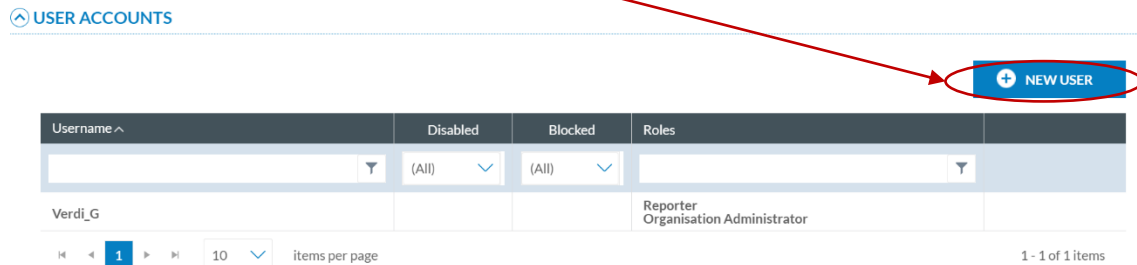 USER ACCOUNTS
NEW USER
Username Disabled Blocked Roles
(All) (All)
Verdi_G Reporter
Organisation Administrator
1 10 items per page 1 - 1 of 1 items